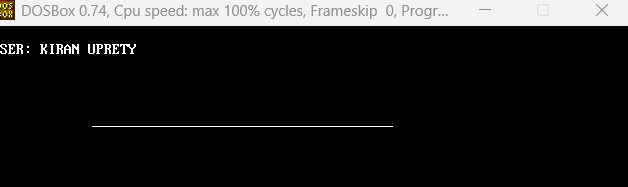 DOSBox 0.74, Cpu speed: max 100% cycles, Frameskip 0, Progr...
SER: KIRAN UPRETY